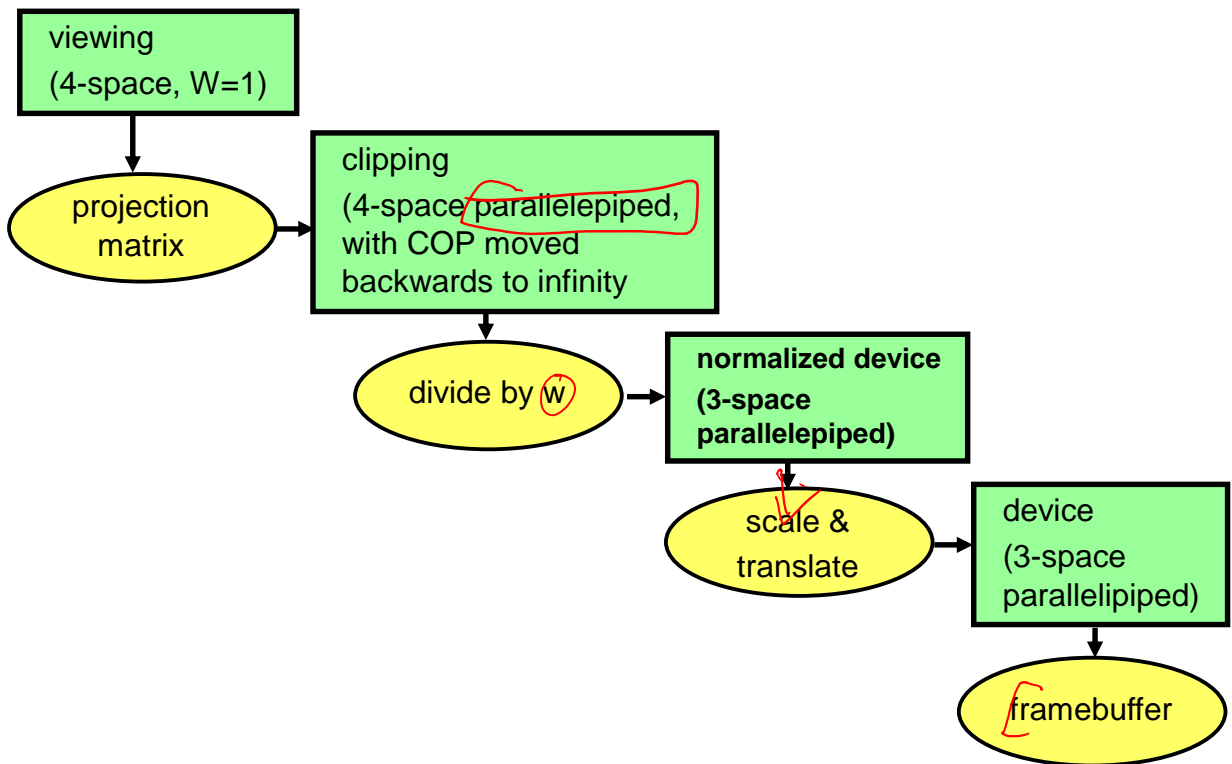 viewing
(4-space, W=1)
projection
matrix
clipping
(4-space parallelepiped,
with COP moved
backwards to infinity
divide by w
normalized device
(3-space
parallelepiped)
scale &
translate
device
(3-space
parallelipiped)
framebuffer